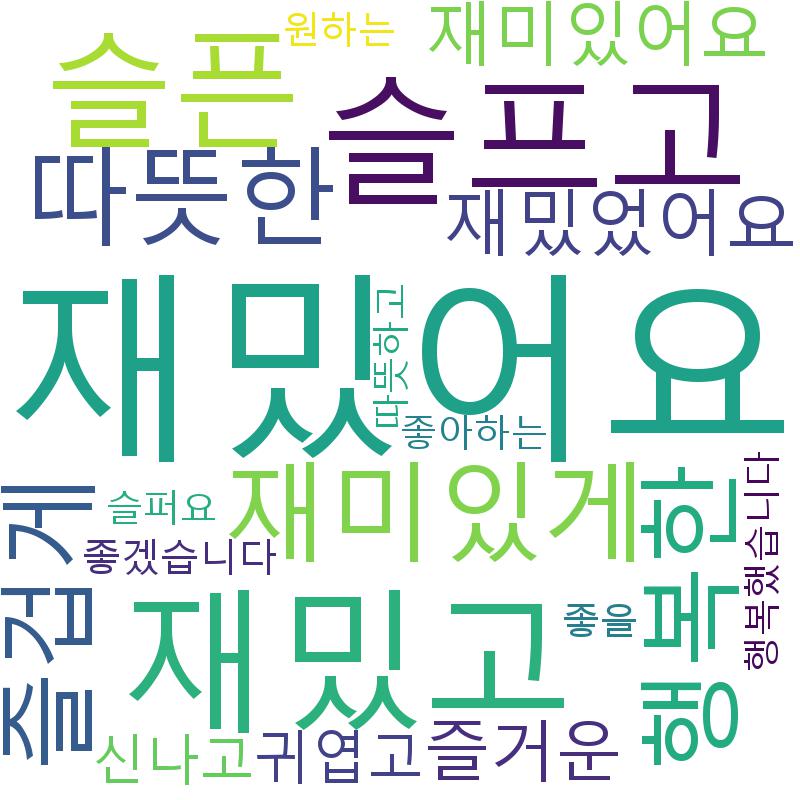 원하는
재미있어요
슬픈
슬프고
따뜻한
재밌었어요
재밌어요
따뜻하고
좋아하는
슬퍼요
재미있게
행복한
행복했습니다
즐겁게
좋겠습니다
재밌고
좋을
신나고
귀엽고
즐거운